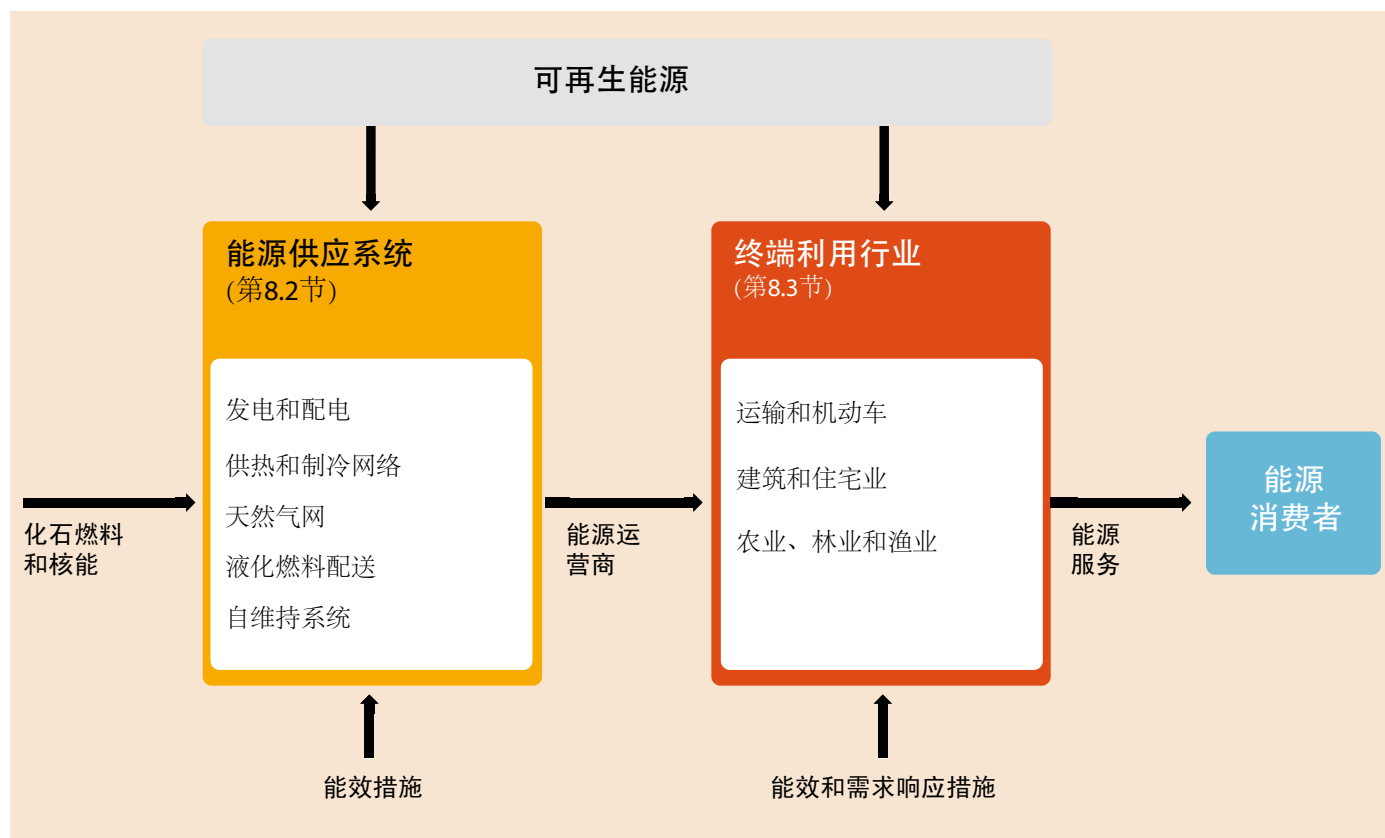 可再生能源
能源供应系统
(第8.2节)
发电和配电
供热和制冷网络
天然气网
液化燃料配送
自维持系统
终端利用行业
(第8.3节)
运输和机动车
建筑和住宅业
农业、林业和渔业
化石燃料
和核能
能源运
营商
能源
服务
能源
消费者
能效措施
能效和需求响应措施